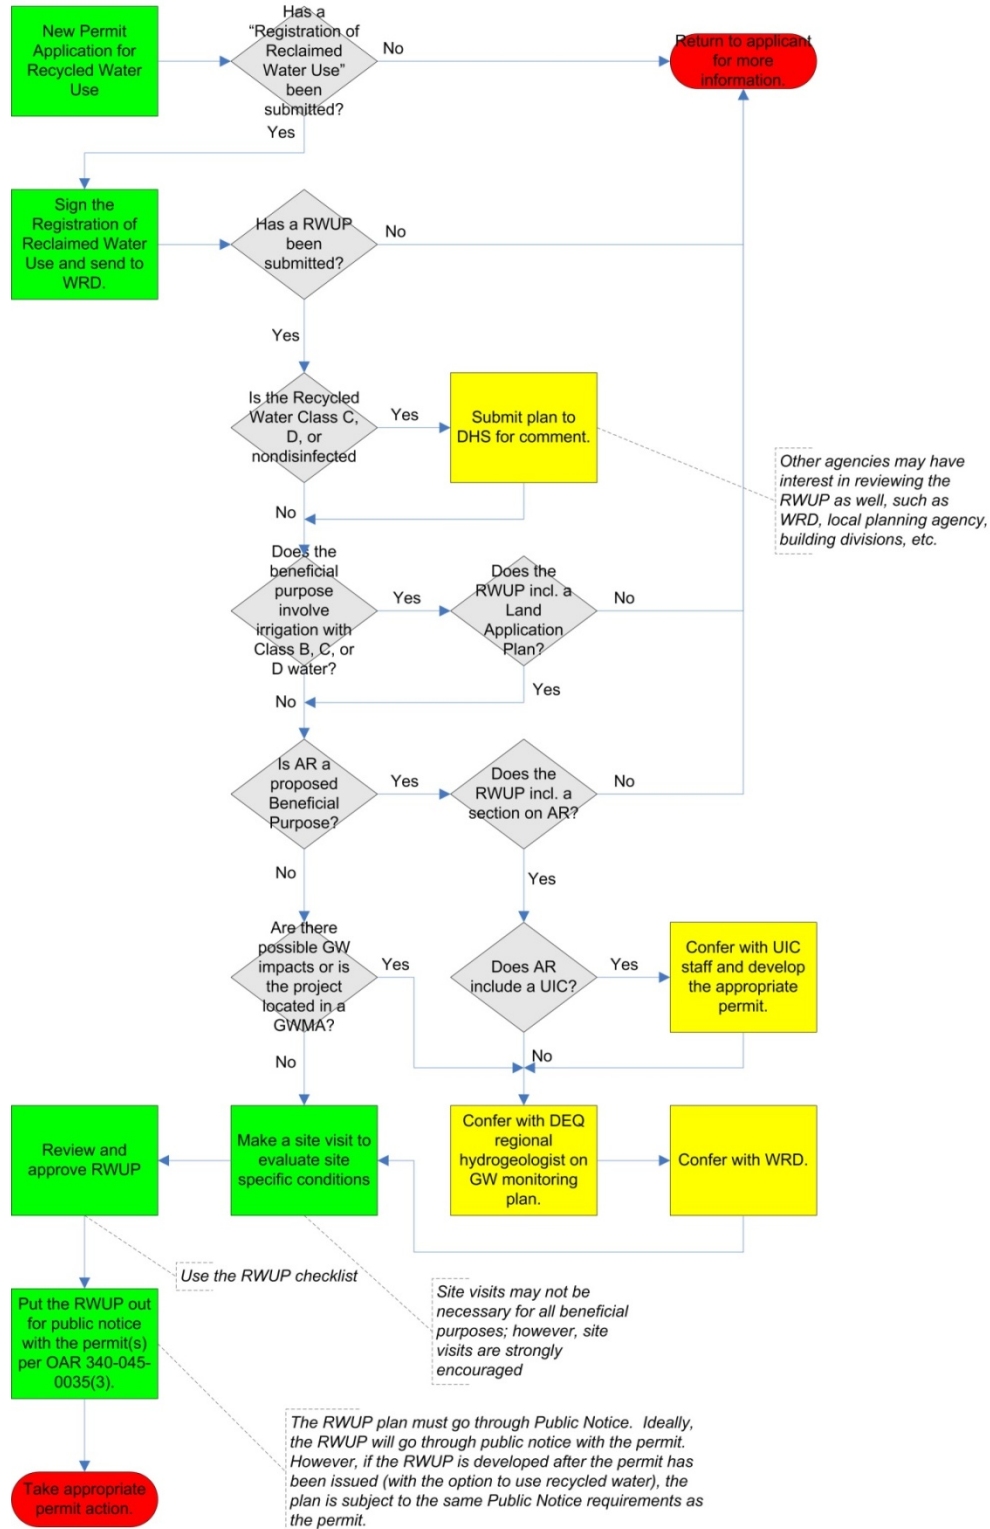 New Permit
Application for
Recycled Water
Use
Has a
“Registration of
Reclaimed
Water Use”
been
submitted?
No
Return to applicant
for more
information.
Yes
Sign the
Registration of
Reclaimed Water
Use and send to
WRD.
Has a RWUP
been
submitted?
No
Yes
Is the Recycled
Water Class C,
D, or
nondisinfected
Yes
Submit plan to
DHS for comment.
Other agencies may have
interest in reviewing the
RWUP as well, such as
WRD, local planning agency,
building divisions, etc.
No
Does the
beneficial
purpose
involve
irrigation with
Class B, C, or
D water?
Yes
Does the
RWUP incl. a
Land
Application
Plan?
No
Yes
No
Is AR a
proposed
Beneficial
Purpose?
Yes
Does the
RWUP incl. a
section on AR?
No
No
Yes
Are there
possible GW
impacts or is
the project
located in a
GWMA?
Yes
Does AR
include a UIC?
Yes
Confer with UIC
staff and develop
the appropriate
permit.
No
No
Review and
approve RWUP
Make a site visit to
evaluate site
specific conditions
Confer with DEQ
regional
hydrogeologist on
GW monitoring
plan.
Confer with WRD.
Use the RWUP checklist
Site visits may not be
necessary for all beneficial
purposes; however, site
visits are strongly
encouraged
Put the RWUP out
for public notice
with the permit(s)
per OAR 340-045-
0035(3).
The RWUP plan must go through Public Notice.  Ideally,
the RWUP will go through public notice with the permit.
However, if the RWUP is developed after the permit has
been issued (with the option to use recycled water), the
plan is subject to the same Public Notice requirements as
the permit.
Take appropriate
permit action.